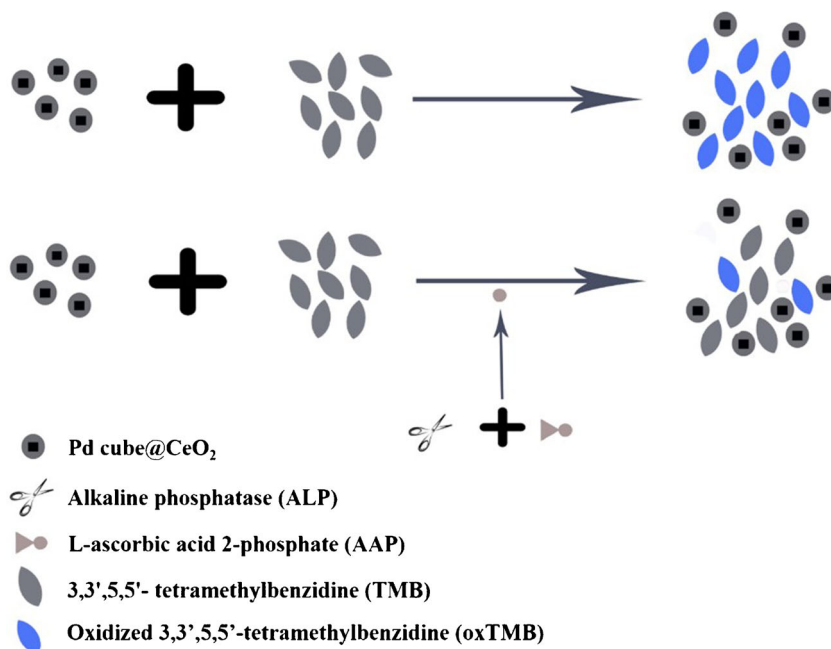 Pd cube@CeO₂
Alkaline phosphatase (ALP)
L-ascorbic acid 2-phosphate (AAP)
3,3',5,5'- tetramethylbenzidine (TMB)
Oxidized 3,3’,5,5’-tetramethylbenzidine (oxTMB)